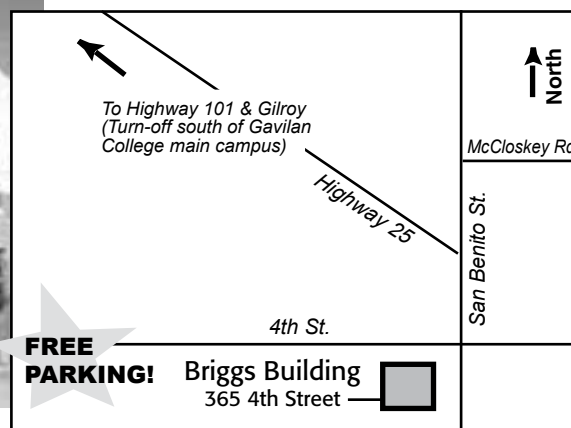 North
To Highway 101 & Gilroy
(Turn-off south of Gavilan
College main campus)
McCloskey Rd
Highway 25
San Benito St.
4th St.
FREE
PARKING!
Briggs Building
365 4th Street